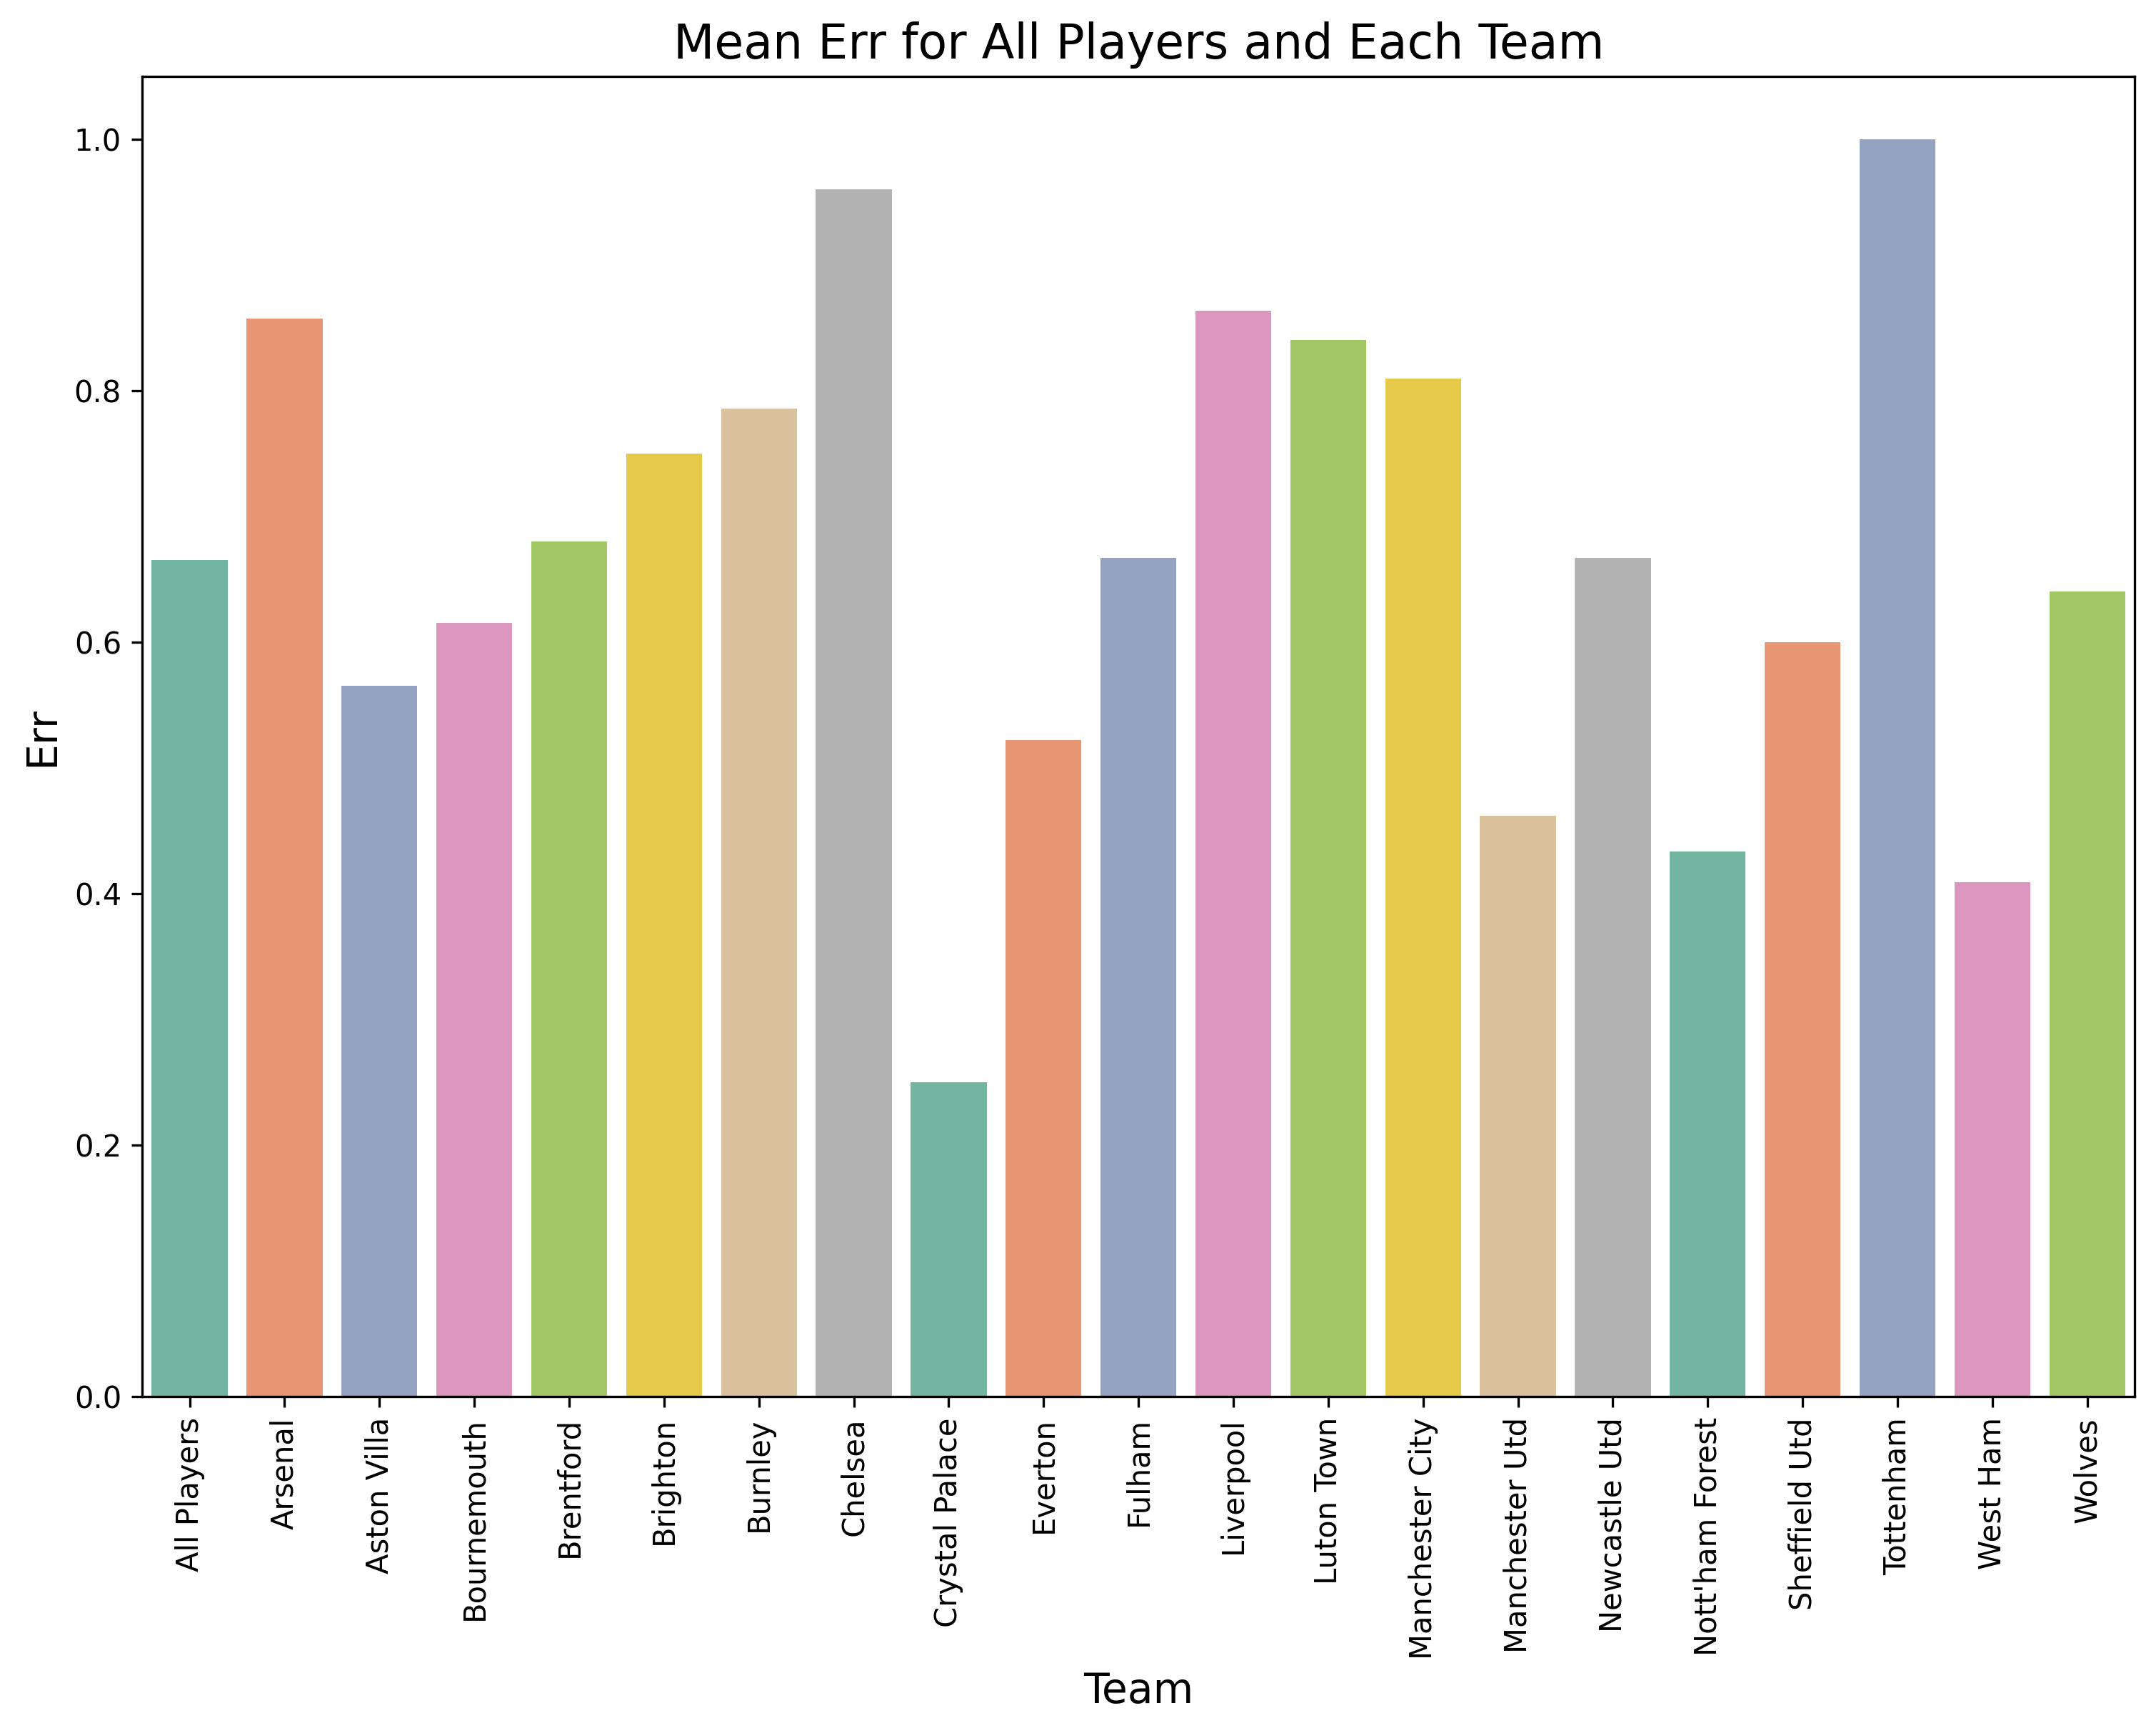 Mean Err for All Players and Each Team
1.0
0.8
0.6
0.4
0.2
0.0
Err
All Players
Arsenal
Aston Villa
Bournemouth
Brentford
Brighton
Burnley
Chelsea
Crystal Palace
Everton
Fulham
Liverpool
Luton Town
Manchester City
Manchester Utd
Newcastle Utd
Nott'ham Forest
Sheffield Utd
Tottenham
West Ham
Wolves
Team